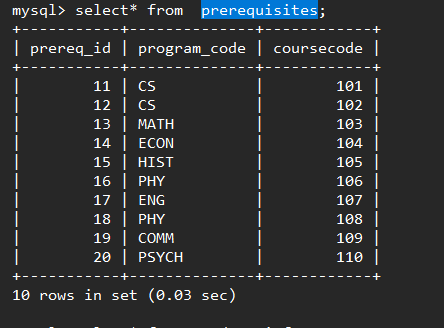 mysql> select* from  prerequisites;
+-----------+--------------+------------+
| prereq_id | program_code | coursecode |
+-----------+--------------+------------+
|        11 | CS           |        101 |
|        12 | CS           |        102 |
|        13 | MATH         |        103 |
|        14 | ECON         |        104 |
|        15 | HIST         |        105 |
|        16 | PHY          |        106 |
|        17 | ENG          |        107 |
|        18 | PHY          |        108 |
|        19 | COMM         |        109 |
|        20 | PSYCH        |        110 |
+-----------+--------------+------------+
10 rows in set (0.03 sec)